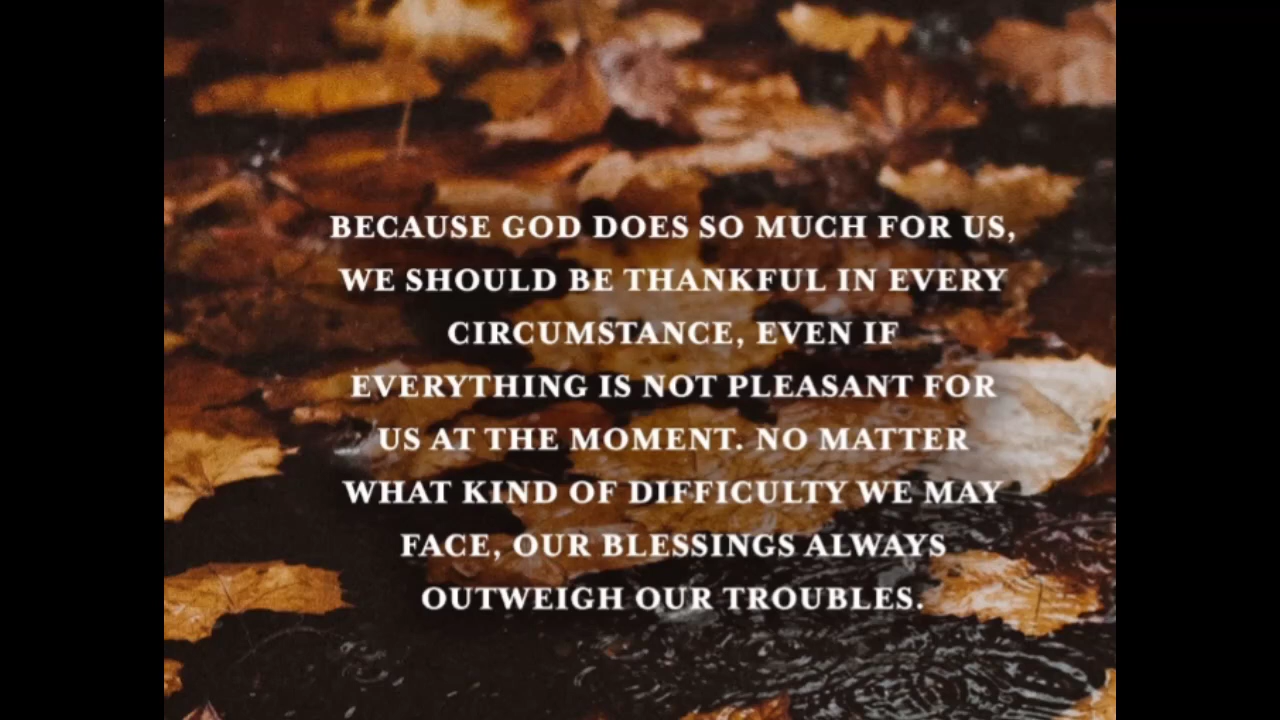 BECAUSE GOD DOES SO MUCH FOR US,
WE SHOULD BE THANKFUL IN EVERY
CIRCUMSTANCE, EVEN IF
EVERYTHING IS NOT PLEASANT FOR
US AT THE MOMENT. NO MATTER
WHAT KIND OF DIFFICULTY WE MAY
FACE, OUR BLESSINGS ALWAYS
OUTWEIGH OUR TROUBLES.